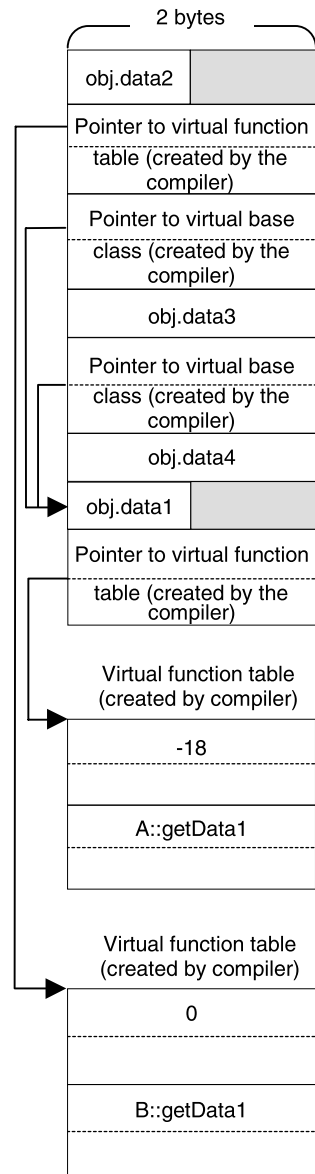 2 bytes
obj.data2
Pointer to virtual function
table (created by the
compiler)
Pointer to virtual base
class (created by the
compiler)
obj.data3
Pointer to virtual base
class (created by the
compiler)
obj.data4
obj.data1
Pointer to virtual function
table (created by the
compiler)
Virtual function table
(created by compiler)
-18
A::getData1
Virtual function table
(created by compiler)
0
B::getData1